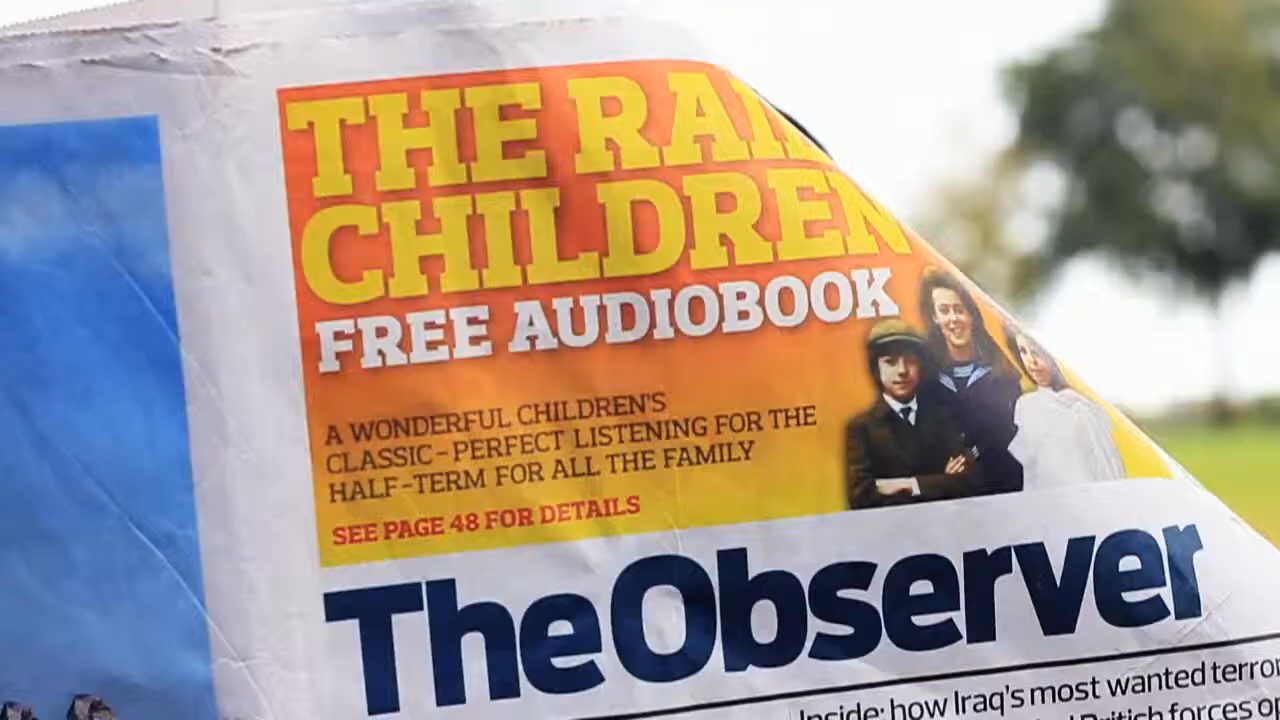 THE RAI
CHILDREN
FREE AUDIOBOOK
A WONDERFUL CHILDREN'S
CLASSIC – PERFECT LISTENING FOR THE
HALF-TERM FOR ALL THE FAMILY
SEE PAGE 48 FOR DETAILS
TheObserver
Inside: how Iraq's most wanted terror
British forces